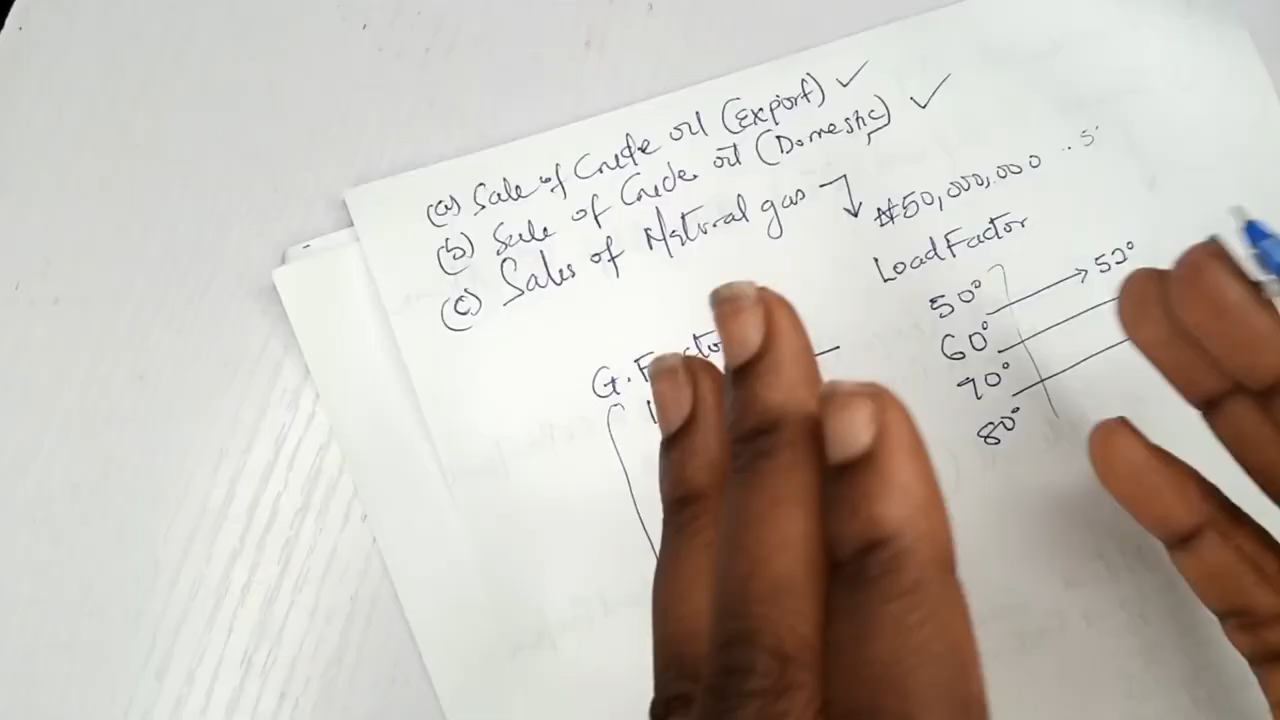 (a) Sale of Crude oil (Export) ✓
(b) Sale of Crude oil (Domestic) ✓
(c) Sales of Natural gas
₦50,000,000
Load Factor
50° → 52°
60°
70°
80°
G.